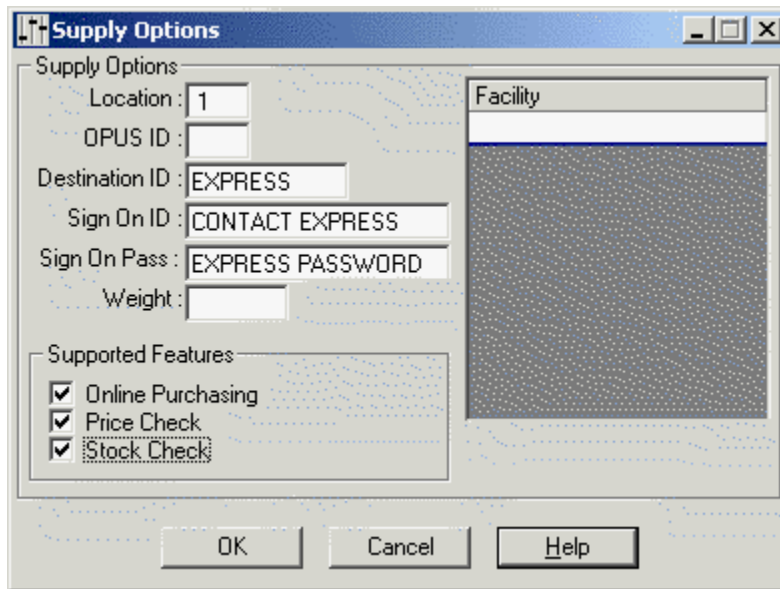 Supply Options
Supply Options
Location : 1
OPUS ID :
Destination ID : EXPRESS
Sign On ID : CONTACT EXPRESS
Sign On Pass : EXPRESS PASSWORD
Weight :
Supported Features
Online Purchasing
Price Check
Stock Check
Facility
OK Cancel Help